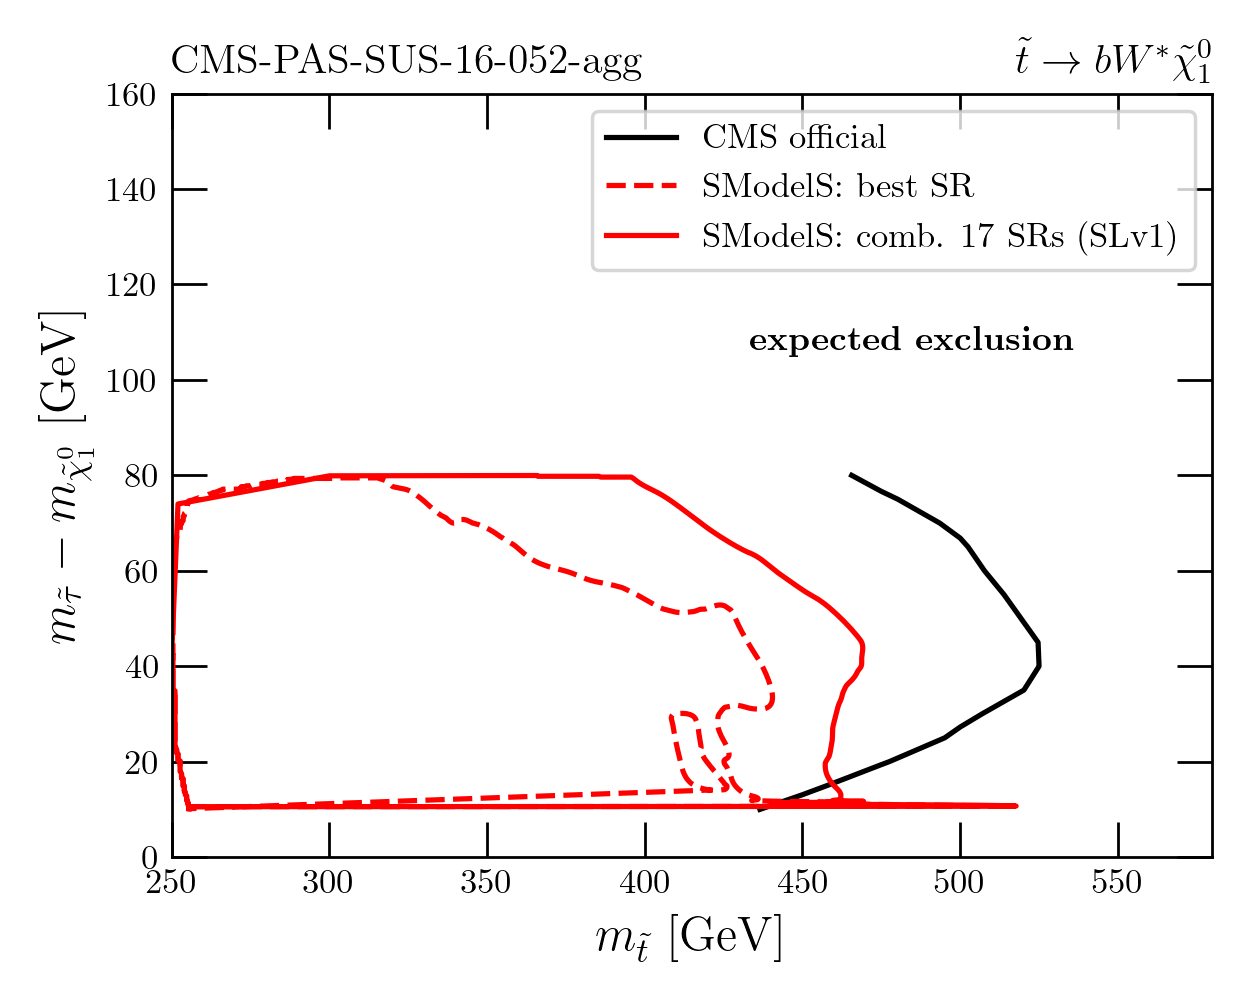 CMS-PAS-SUS-16-052-agg
t̃ → bW*χ̃₁⁰
160
140
120
100
80
60
40
20
0
CMS official
SModelS: best SR
SModelS: comb. 17 SRs (SLv1)
expected exclusion
m_τ̃ − m_χ̃₁⁰ [GeV]
250 300 350 400 450 500 550
m_t̃ [GeV]